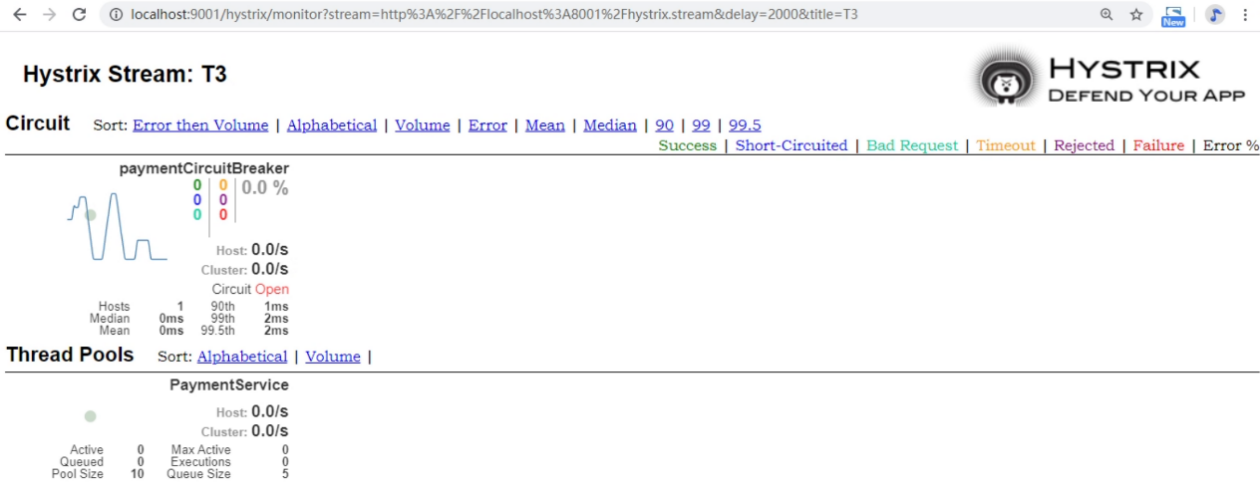 localhost:9001/hystrix/monitor?stream=http%3A%2F%2Flocalhost%3A8001%2Fhystrix.stream&delay=2000&title=T3
New
Hystrix Stream: T3
HYSTRIX
DEFEND YOUR APP
Circuit Sort: Error then Volume | Alphabetical | Volume | Error | Mean | Median | 90 | 99 | 99.5
Success | Short-Circuited | Bad Request | Timeout | Rejected | Failure | Error %
paymentCircuitBreaker
0 0 0.0 %
0 0
0 0
Host: 0.0/s
Cluster: 0.0/s
Circuit Open
Hosts 1 90th 1ms
Median 0ms 99th 2ms
Mean 0ms 99.5th 2ms
Thread Pools Sort: Alphabetical | Volume |
PaymentService
Host: 0.0/s
Cluster: 0.0/s
Active 0 Max Active 0
Queued 0 Executions 0
Pool Size 10 Queue Size 5